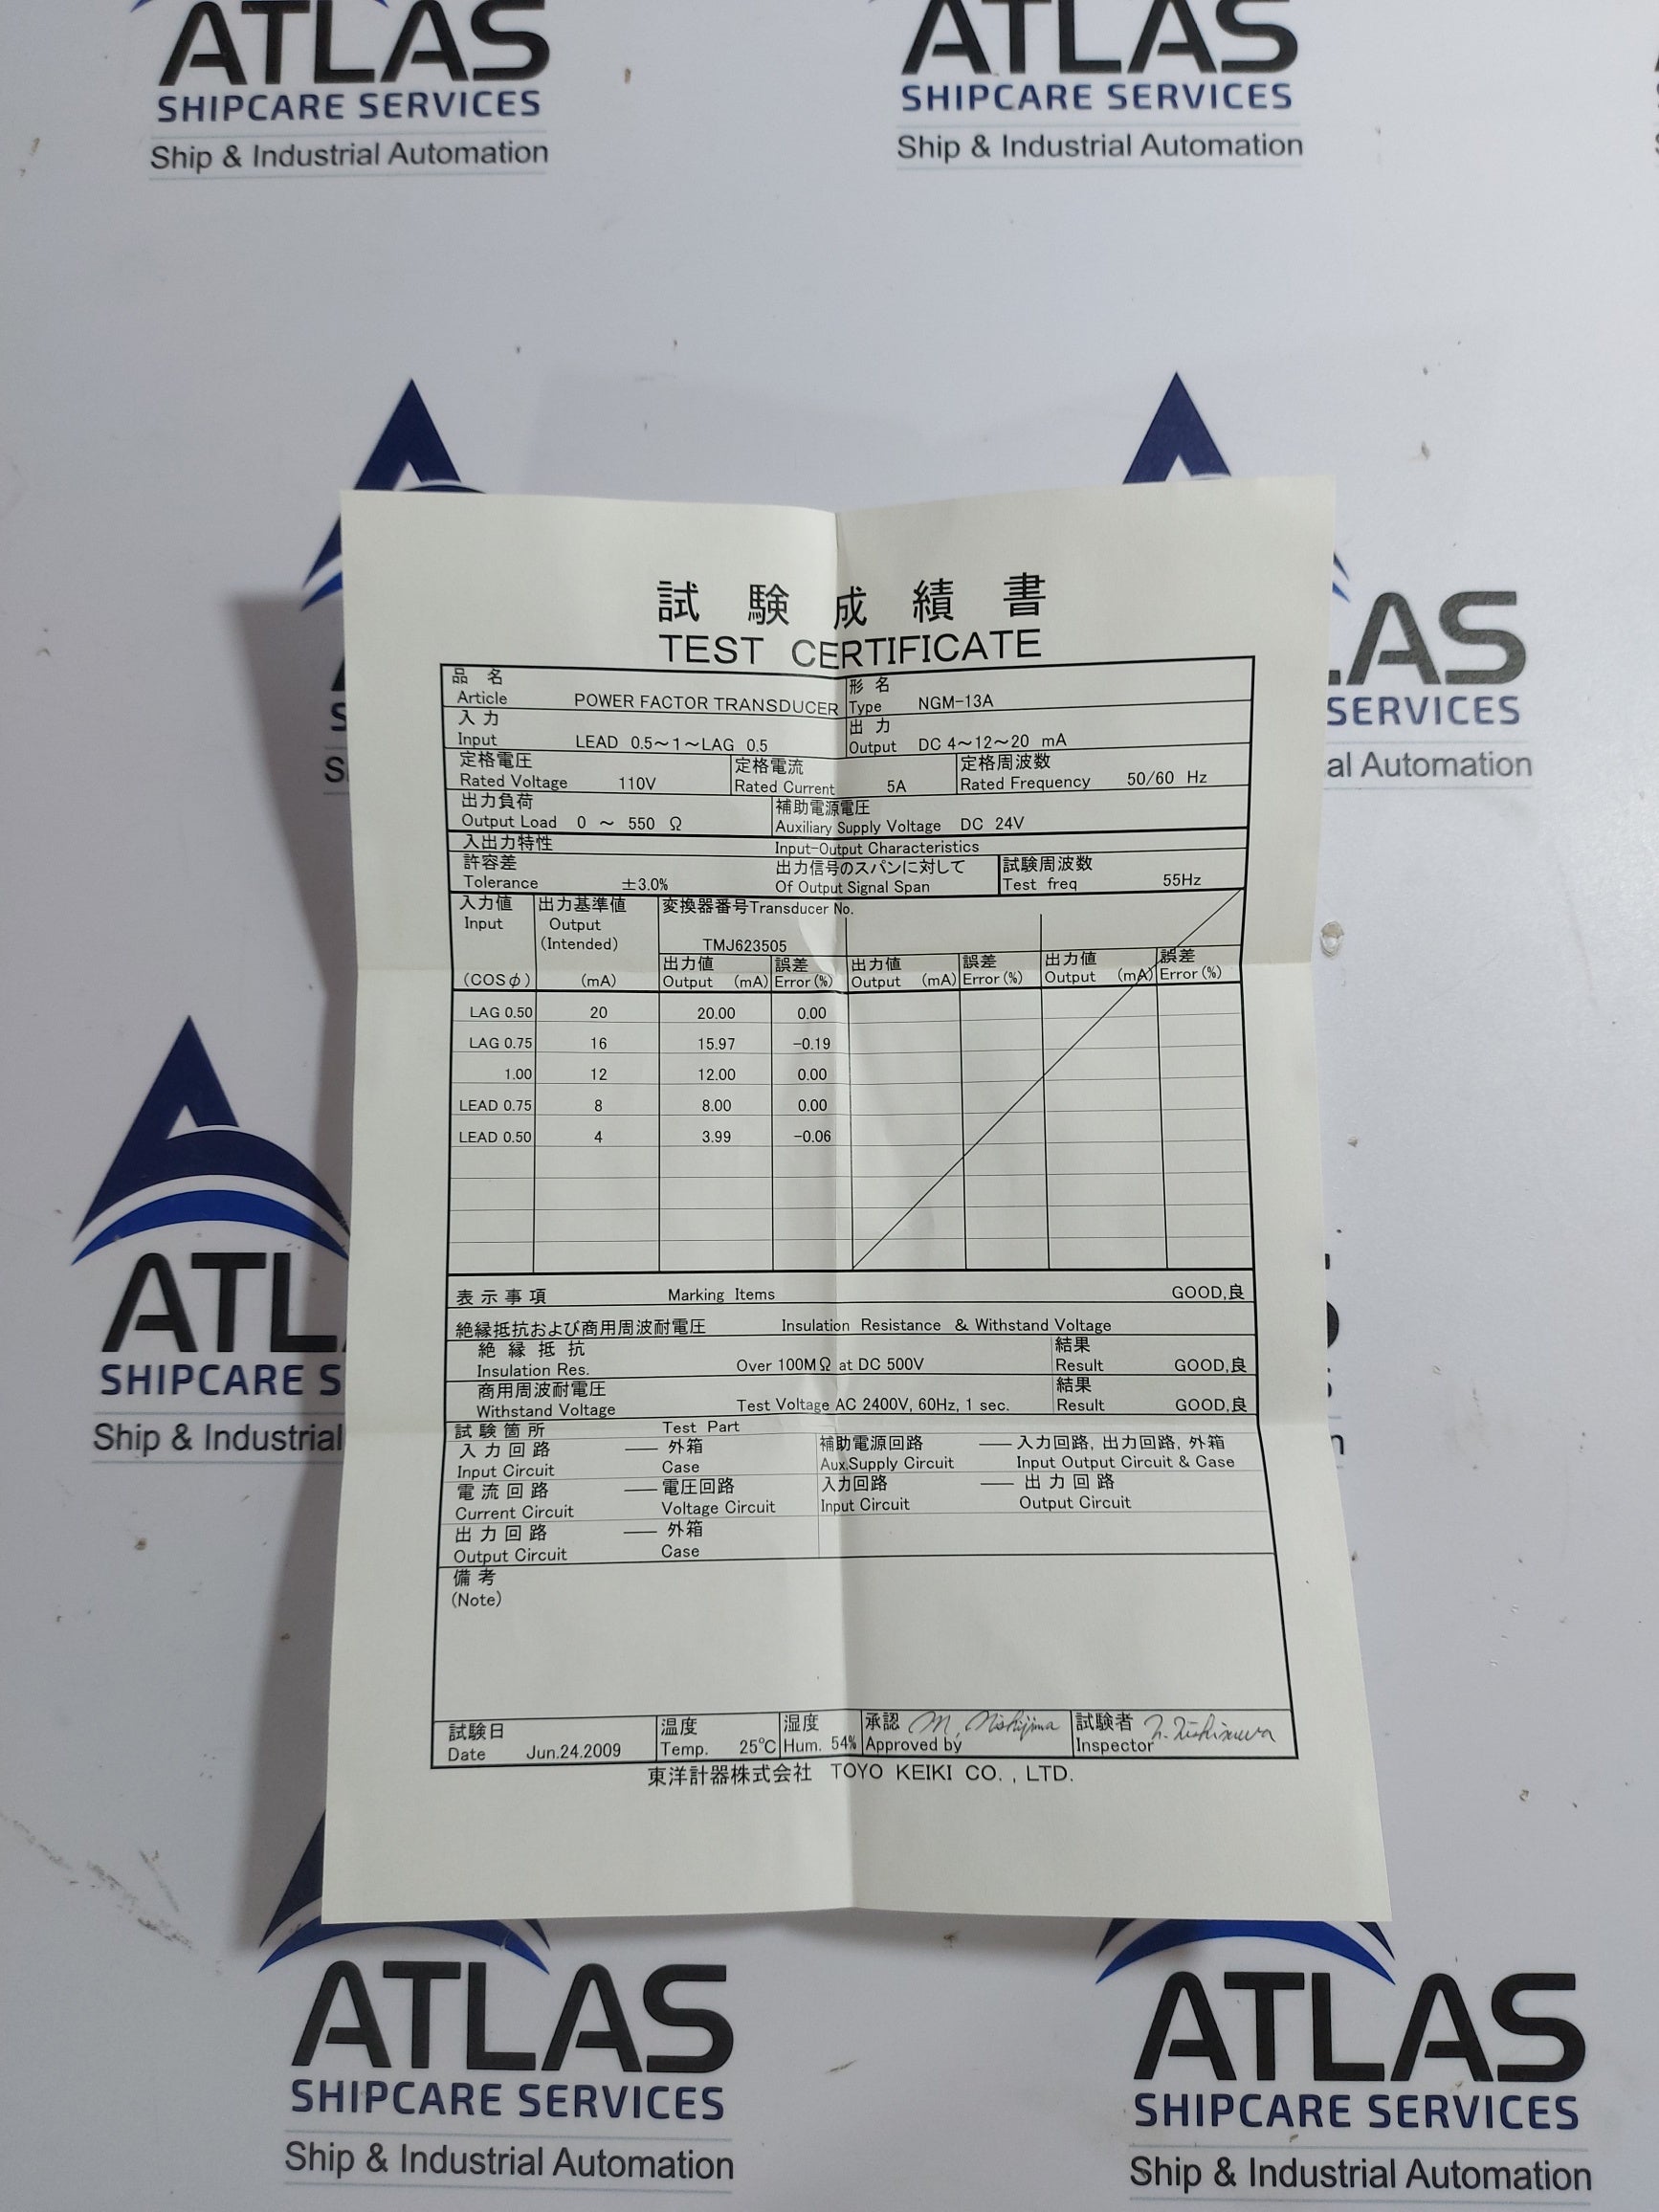 ATLAS
SHIPCARE SERVICES
Ship & Industrial Automation
ATLAS
SHIPCARE SERVICES
Ship & Industrial Automation
LAS
SERVICES
al Automation
試験成績書
TEST CERTIFICATE
品名 形名
Article POWER FACTOR TRANSDUCER Type NGM-13A
入力 出力
Input LEAD 0.5～1～LAG 0.5 Output DC 4～12～20 mA
定格電圧 定格電流 定格周波数
Rated Voltage 110V Rated Current 5A Rated Frequency 50/60 Hz
出力負荷 補助電源電圧
Output Load 0 ～ 550 Ω Auxiliary Supply Voltage DC 24V
入出力特性 Input-Output Characteristics
許容差 出力信号のスパンに対して 試験周波数
Tolerance ±3.0% Of Output Signal Span Test freq 55Hz
入力値 出力基準値 変換器番号Transducer No.
Input Output
(Intended) TMJ623505
出力値 誤差 出力値 誤差 出力値 誤差
(COSφ) (mA) Output (mA) Error(%) Output (mA) Error(%) Output (mA) Error(%)
LAG 0.50 20 20.00 0.00
LAG 0.75 16 15.97 -0.19
1.00 12 12.00 0.00
LEAD 0.75 8 8.00 0.00
LEAD 0.50 4 3.99 -0.06
表示事項 Marking Items GOOD,良
絶縁抵抗および商用周波耐電圧 Insulation Resistance & Withstand Voltage
絶縁抵抗 結果
Insulation Res. Over 100MΩ at DC 500V Result GOOD,良
商用周波耐電圧 結果
Withstand Voltage Test Voltage AC 2400V, 60Hz, 1 sec. Result GOOD,良
試験箇所 Test Part
入力回路 — 外箱 補助電源回路 — 入力回路, 出力回路, 外箱
Input Circuit Case Aux.Supply Circuit Input Output Circuit & Case
電流回路 — 電圧回路 入力回路 — 出力回路
Current Circuit Voltage Circuit Input Circuit Output Circuit
出力回路 — 外箱
Output Circuit Case
備考
(Note)
試験日 温度 湿度 承認 M. Nishijima 試験者
Date Jun.24.2009 Temp. 25℃ Hum. 54% Approved by Inspector
東洋計器株式会社 TOYO KEIKI CO., LTD.
ATL
SHIPCARE S
Ship & Industrial
ATLAS
SHIPCARE SERVICES
Ship & Industrial Automation
ATLAS
SHIPCARE SERVICES
Ship & Industrial Automation